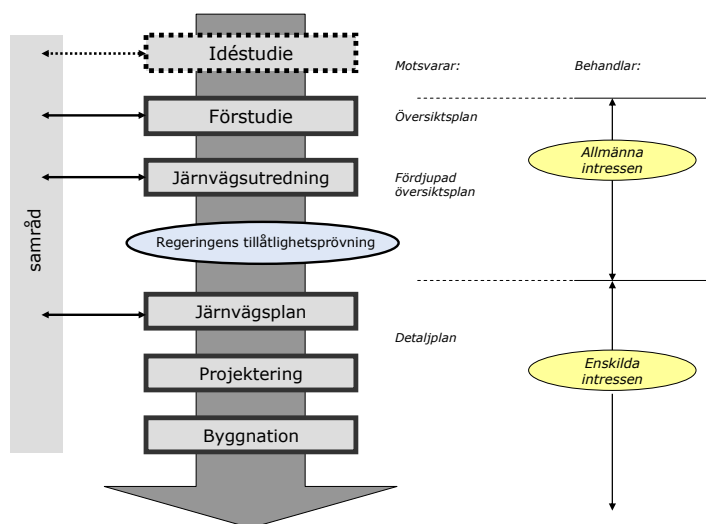 Idéstudie
Motsvarar:
Behandlar:
Förstudie
Översiktsplan
Allmänna
intressen
Järnvägsutredning
Fördjupad
översiktsplan
samråd
Regeringens tillåtlighetsprövning
Järnvägsplan
Detaljplan
Enskilda
intressen
Projektering
Byggnation